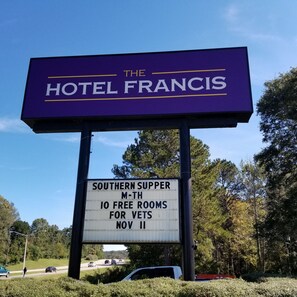 THE
HOTEL FRANCIS
SOUTHERN SUPPER
M-TH
10 FREE ROOMS
FOR VETS
NOV 11